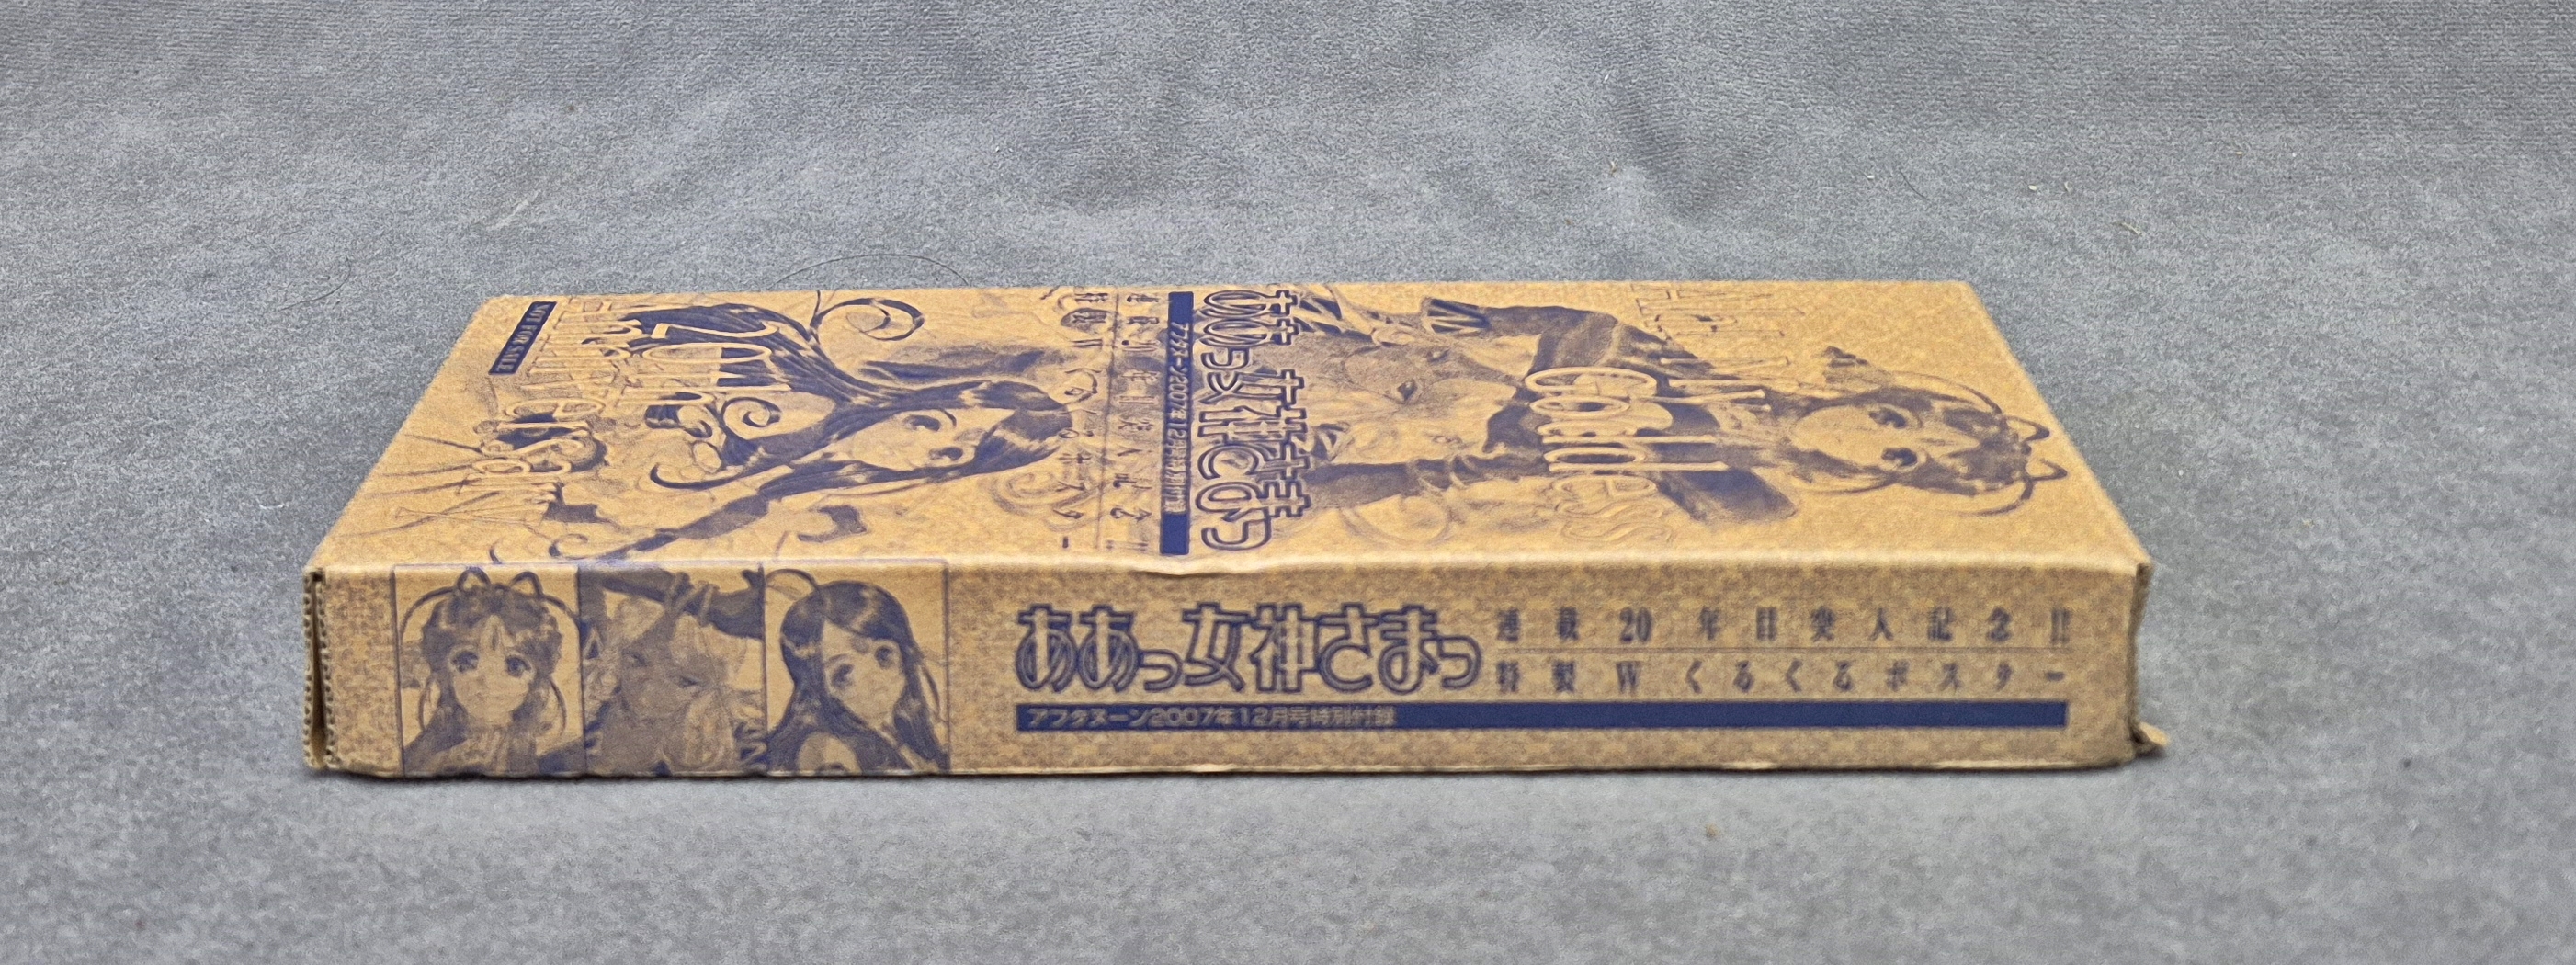 NOT FOR SALE
Goddess
アフタヌーン2007年12月号特別付録
ああっ女神さまっ
Goddess
ああっ女神さまっ
連載20年目突入記念!!
特製Wくるくるポスター
アフタヌーン2007年12月号特別付録